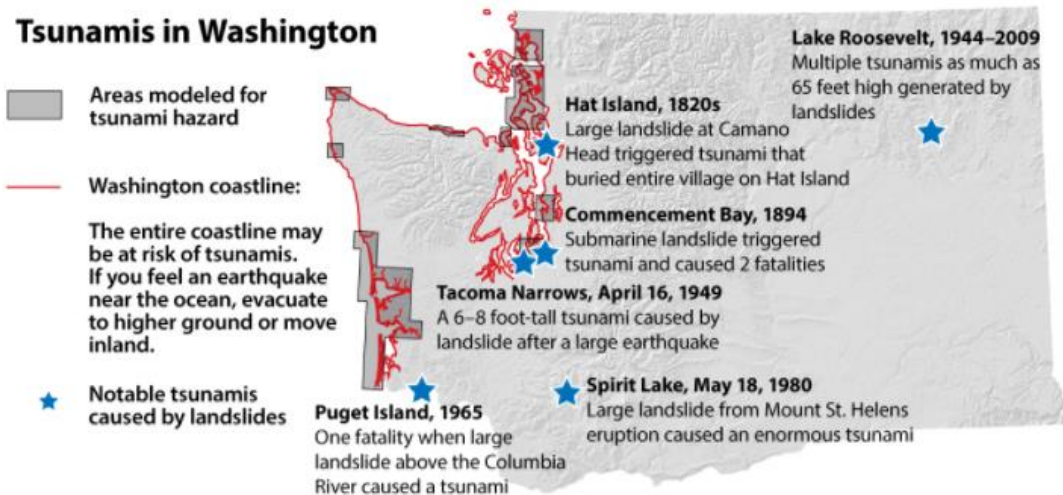 Tsunamis in Washington
Areas modeled for
tsunami hazard
Washington coastline:
The entire coastline may
be at risk of tsunamis.
If you feel an earthquake
near the ocean, evacuate
to higher ground or move
inland.
Notable tsunamis
caused by landslides
Lake Roosevelt, 1944–2009
Multiple tsunamis as much as
65 feet high generated by
landslides
Hat Island, 1820s
Large landslide at Camano
Head triggered tsunami that
buried entire village on Hat Island
Commencement Bay, 1894
Submarine landslide triggered
tsunami and caused 2 fatalities
Tacoma Narrows, April 16, 1949
A 6–8 foot-tall tsunami caused by
landslide after a large earthquake
Spirit Lake, May 18, 1980
Large landslide from Mount St. Helens
eruption caused an enormous tsunami
Puget Island, 1965
One fatality when large
landslide above the Columbia
River caused a tsunami